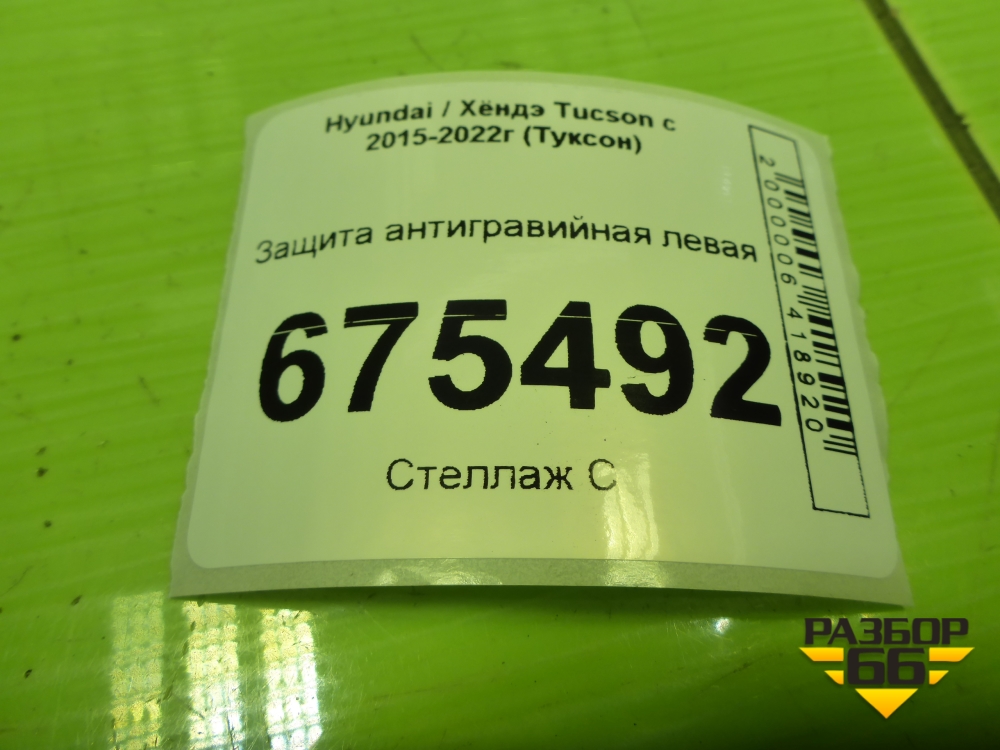 Hyundai / Хёндэ Tucson с
2015-2022г (Туксон)
Защита антигравийная левая
675492
Стеллаж С
2000006418920
РАЗБОР
66